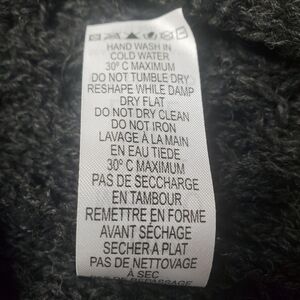 HAND WASH IN
COLD WATER
30° C MAXIMUM
DO NOT TUMBLE DRY
RESHAPE WHILE DAMP
DRY FLAT
DO NOT DRY CLEAN
DO NOT IRON
LAVAGE À LA MAIN
EN EAU TIEDE
30° C MAXIMUM
PAS DE SECCHARGE
EN TAMBOUR
REMETTRE EN FORME
AVANT SÉCHAGE
SECHER A PLAT
PAS DE NETTOYAGE
À SEC